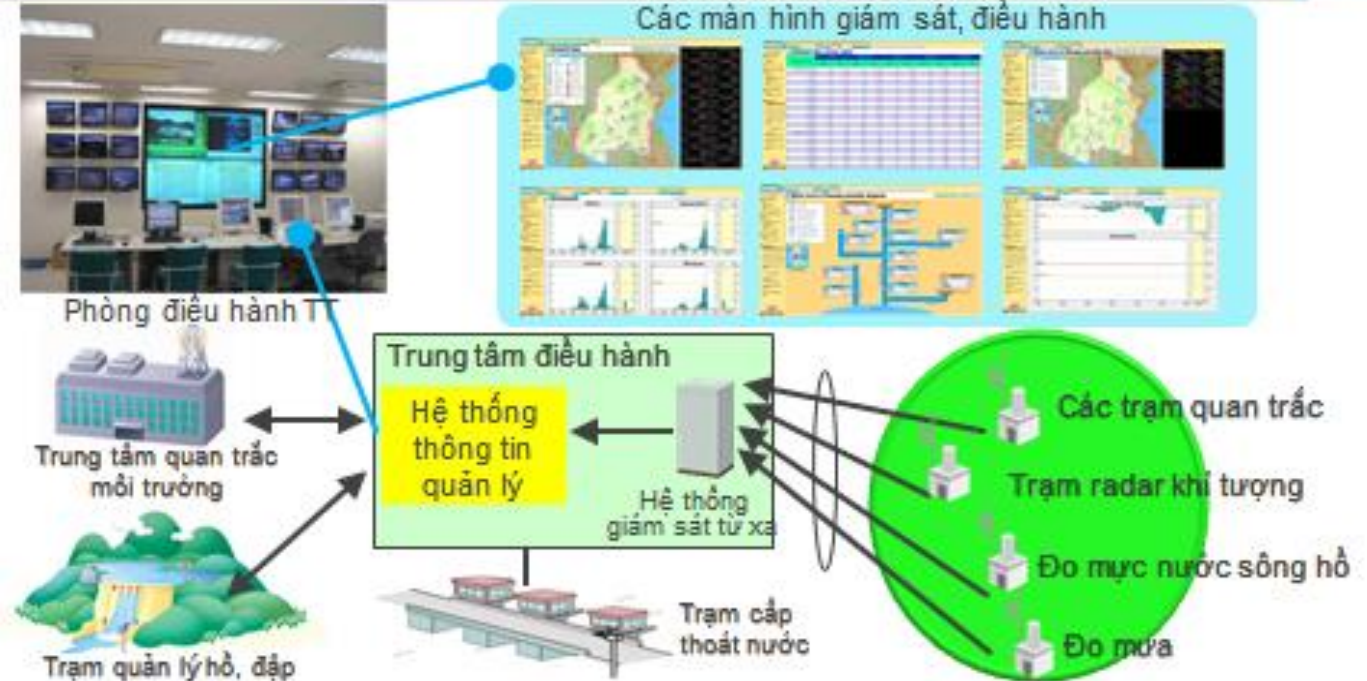 Các màn hình giám sát, điều hành
Phòng điều hành TT
Trung tâm điều hành
Hệ thống
thông tin
quản lý
Hệ thống
giám sát từ xa
Trung tâm quan trắc
môi trường
Trạm quản lý hồ, đập
Trạm cấp
thoát nước
Các trạm quan trắc
Trạm radar khí tượng
Đo mực nước sông hồ
Đo mưa